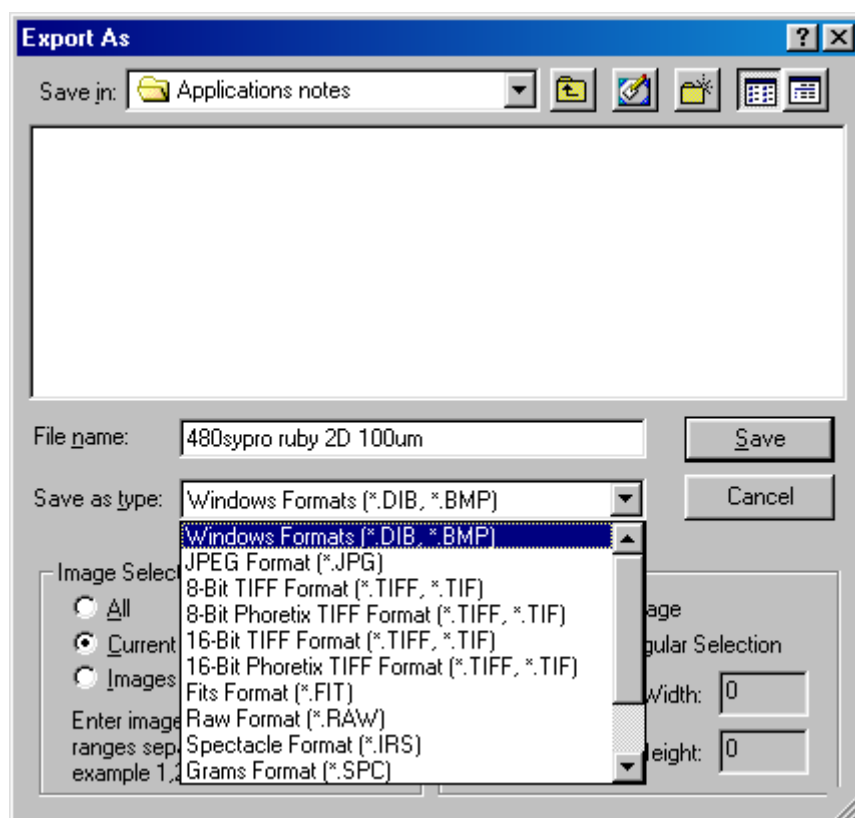 Export As
Save in: Applications notes
File name: 480sypro ruby 2D 100um
Save
Save as type: Windows Formats (*.DIB, *.BMP)
Cancel
Windows Formats (*.DIB, *.BMP)
JPEG Format (*.JPG)
8-Bit TIFF Format (*.TIFF, *.TIF)
8-Bit Phoretix TIFF Format (*.TIFF, *.TIF)
16-Bit TIFF Format (*.TIFF, *.TIF)
16-Bit Phoretix TIFF Format (*.TIFF, *.TIF)
Fits Format (*.FIT)
Raw Format (*.RAW)
Spectacle Format (*.IRS)
Grams Format (*.SPC)
Image Selec
All
Current
Images
Enter image
ranges sep
example 1,2
age
gular Selection
Width: 0
eight: 0